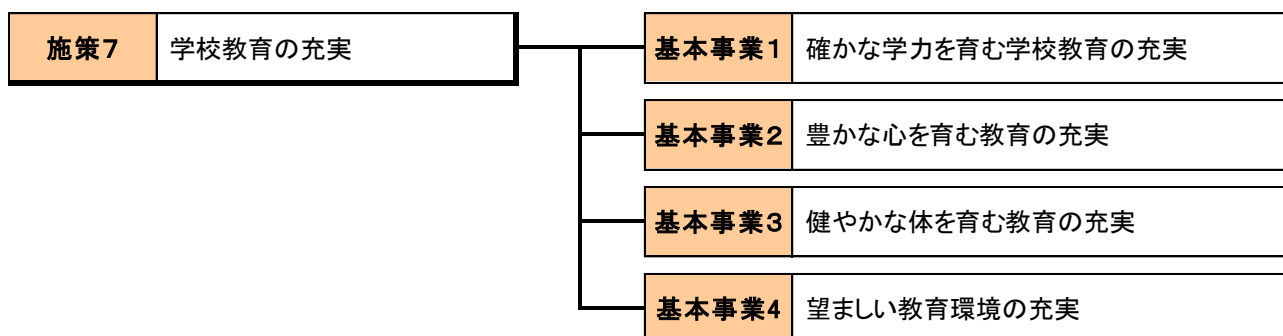 施策7 学校教育の充実
基本事業1 確かな学力を育む学校教育の充実
基本事業2 豊かな心を育む教育の充実
基本事業3 健やかな体を育む教育の充実
基本事業4 望ましい教育環境の充実